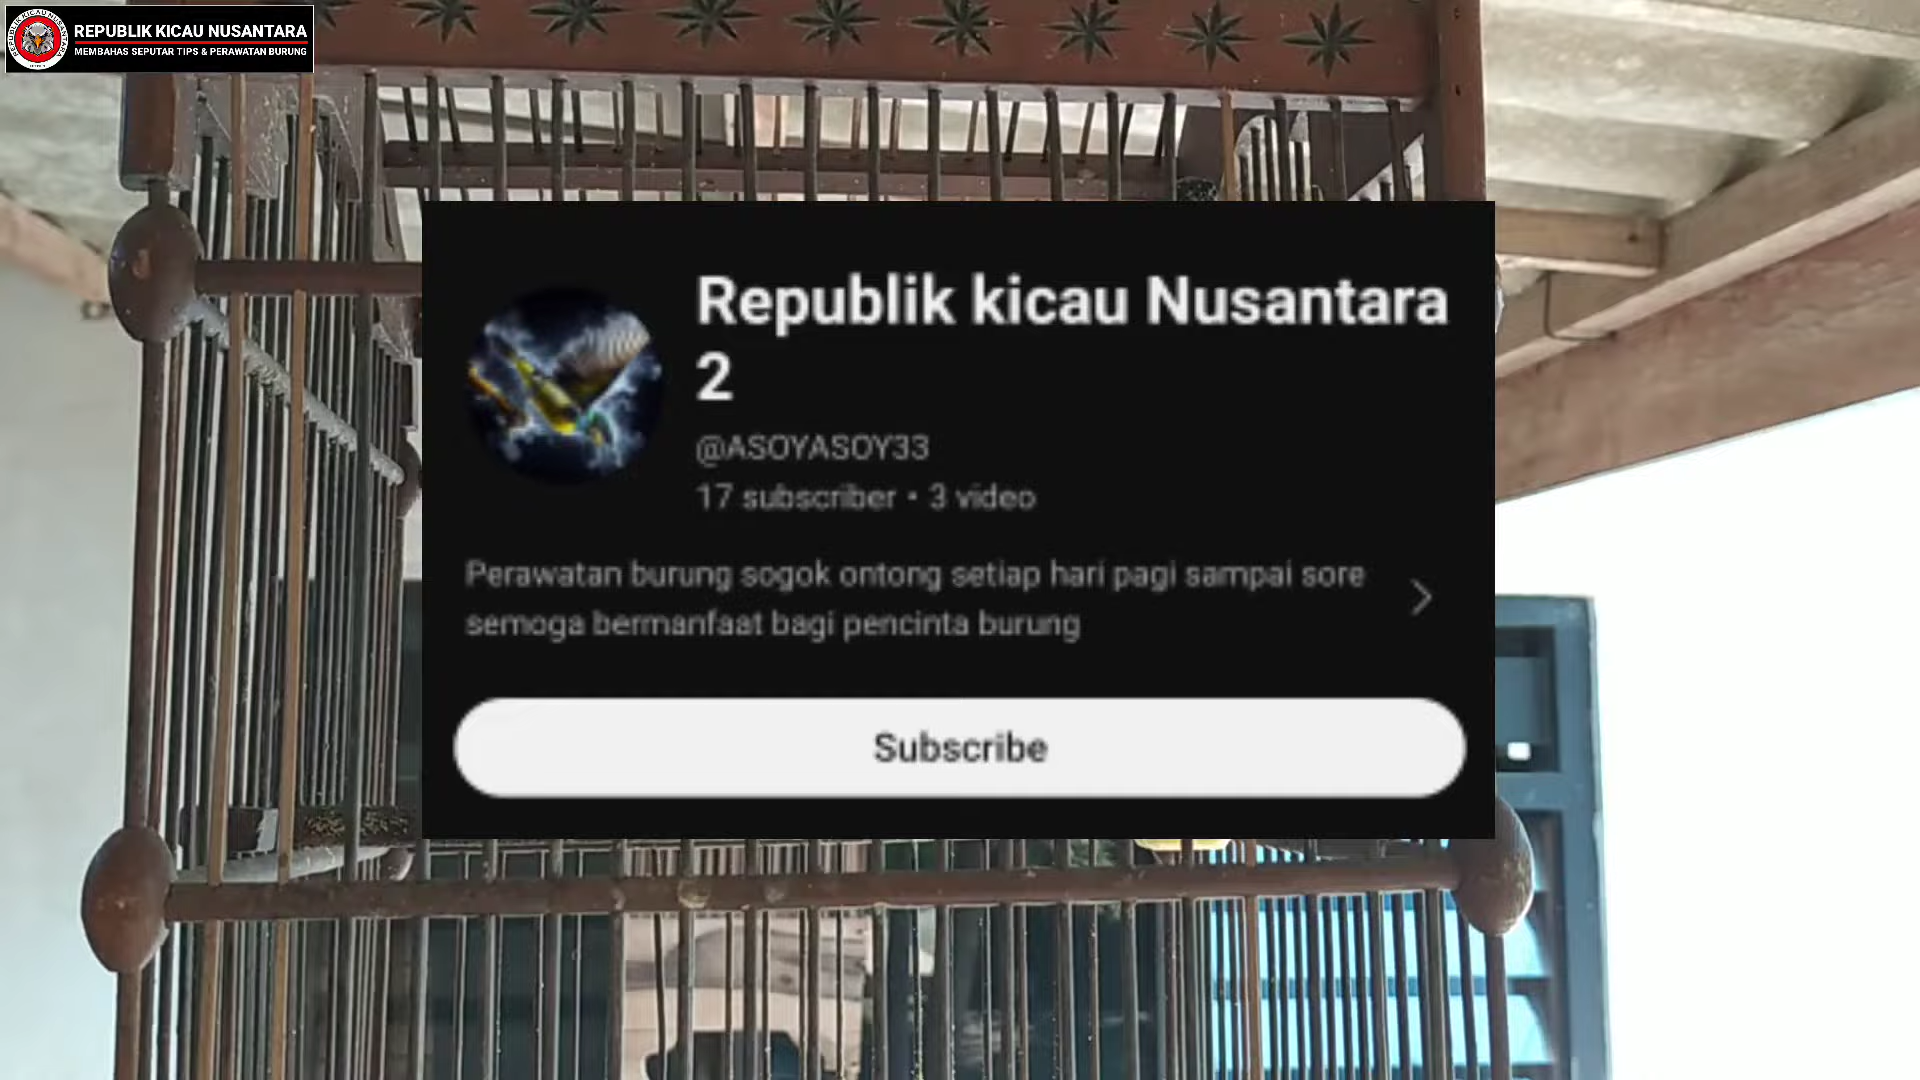 REPUBLIK KICAU NUSANTARA
MEMBAHAS SEPUTAR TIPS & PERAWATAN BURUNG
Republik kicau Nusantara
2
@ASOYASOY33
17 subscriber • 3 video
Perawatan burung sogok ontong setiap hari pagi sampai sore
semoga bermanfaat bagi pencinta burung
Subscribe